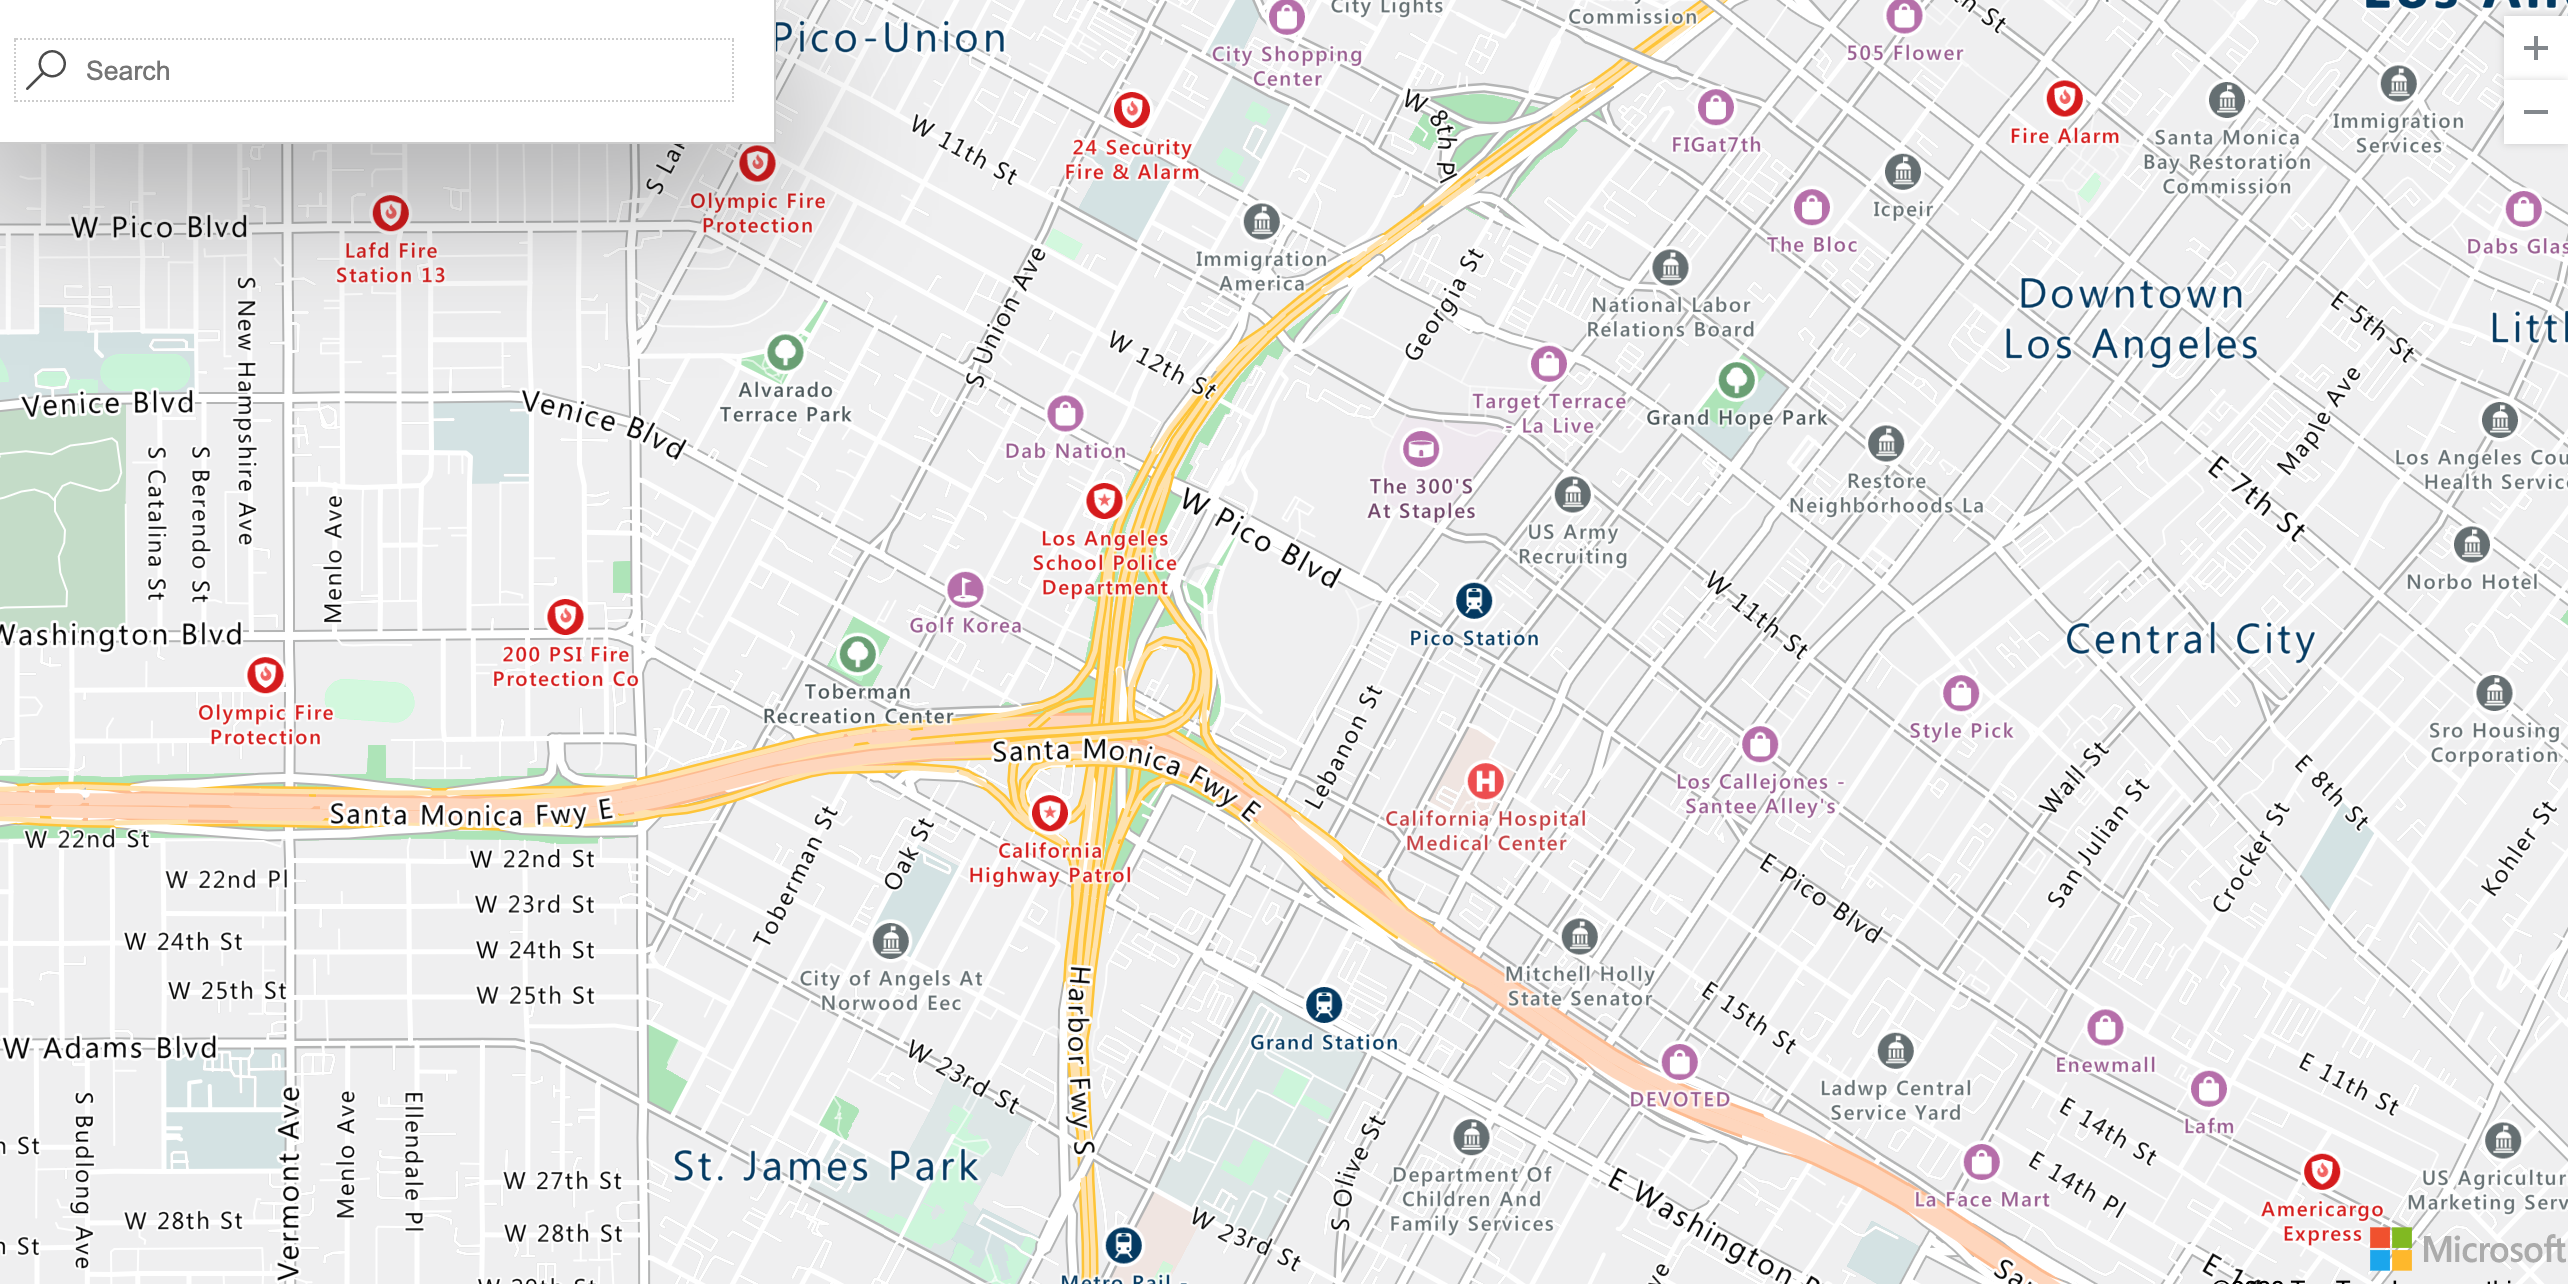 Search
Pico-Union
City Lights
Commission
City Shopping
Center
505 Flower
Fire Alarm
Santa Monica
Bay Restoration
Commission
Immigration
Services
W 8th Pl
FIGat7th
W 11th St
24 Security
Fire & Alarm
Olympic Fire
Protection
Icpeir
W Pico Blvd
Lafd Fire
Station 13
Immigration
America
The Bloc
Dabs Glas
S New Hampshire Ave
S Union Ave
Georgia St
National Labor
Relations Board
Downtown
Los Angeles
E 5th St
Alvarado
Terrace Park
W 12th St
Target Terrace
- La Live
Grand Hope Park
Maple Ave
Venice Blvd
Venice Blvd
Dab Nation
The 300'S
At Staples
Restore
Neighborhoods La
E 7th St
Los Angeles Cou
Health Servic
S Catalina St
S Berendo St
Menlo Ave
Los Angeles
School Police
Department
W Pico Blvd
US Army
Recruiting
Norbo Hotel
Golf Korea
Pico Station
W 11th St
Central City
Washington Blvd
200 PSI Fire
Protection Co
Olympic Fire
Protection
Toberman
Recreation Center
Style Pick
Sro Housing
Corporation
Santa Monica Fwy E
Santa Monica Fwy E
Lebanon St
Los Callejones -
Santee Alley's
Wall St
San Julian St
Crocker St
E 8th St
Kohler St
California
Highway Patrol
California Hospital
Medical Center
W 22nd St
W 22nd St
W 22nd Pl
W 23rd St
W 24th St
W 24th St
W 25th St
W 25th St
Toberman St
Oak St
E Pico Blvd
City of Angels At
Norwood Eec
Harbor Fwy S
Mitchell Holly
State Senator
E 15th St
Grand Station
W Adams Blvd
W 23rd St
DEVOTED
Ladwp Central
Service Yard
Enewmall
Lafm
E 11th St
E 14th St
E 14th Pl
S Budlong Ave
Vermont Ave
Menlo Ave
Ellendale Pl
St. James Park
W 27th St
W 28th St
W 28th St
S Olive St
Department Of
Children And
Family Services
La Face Mart
Americargo
Express
US Agricultur
Marketing Serv
W 23rd St
E Washington
Metro Rail -
Microsoft